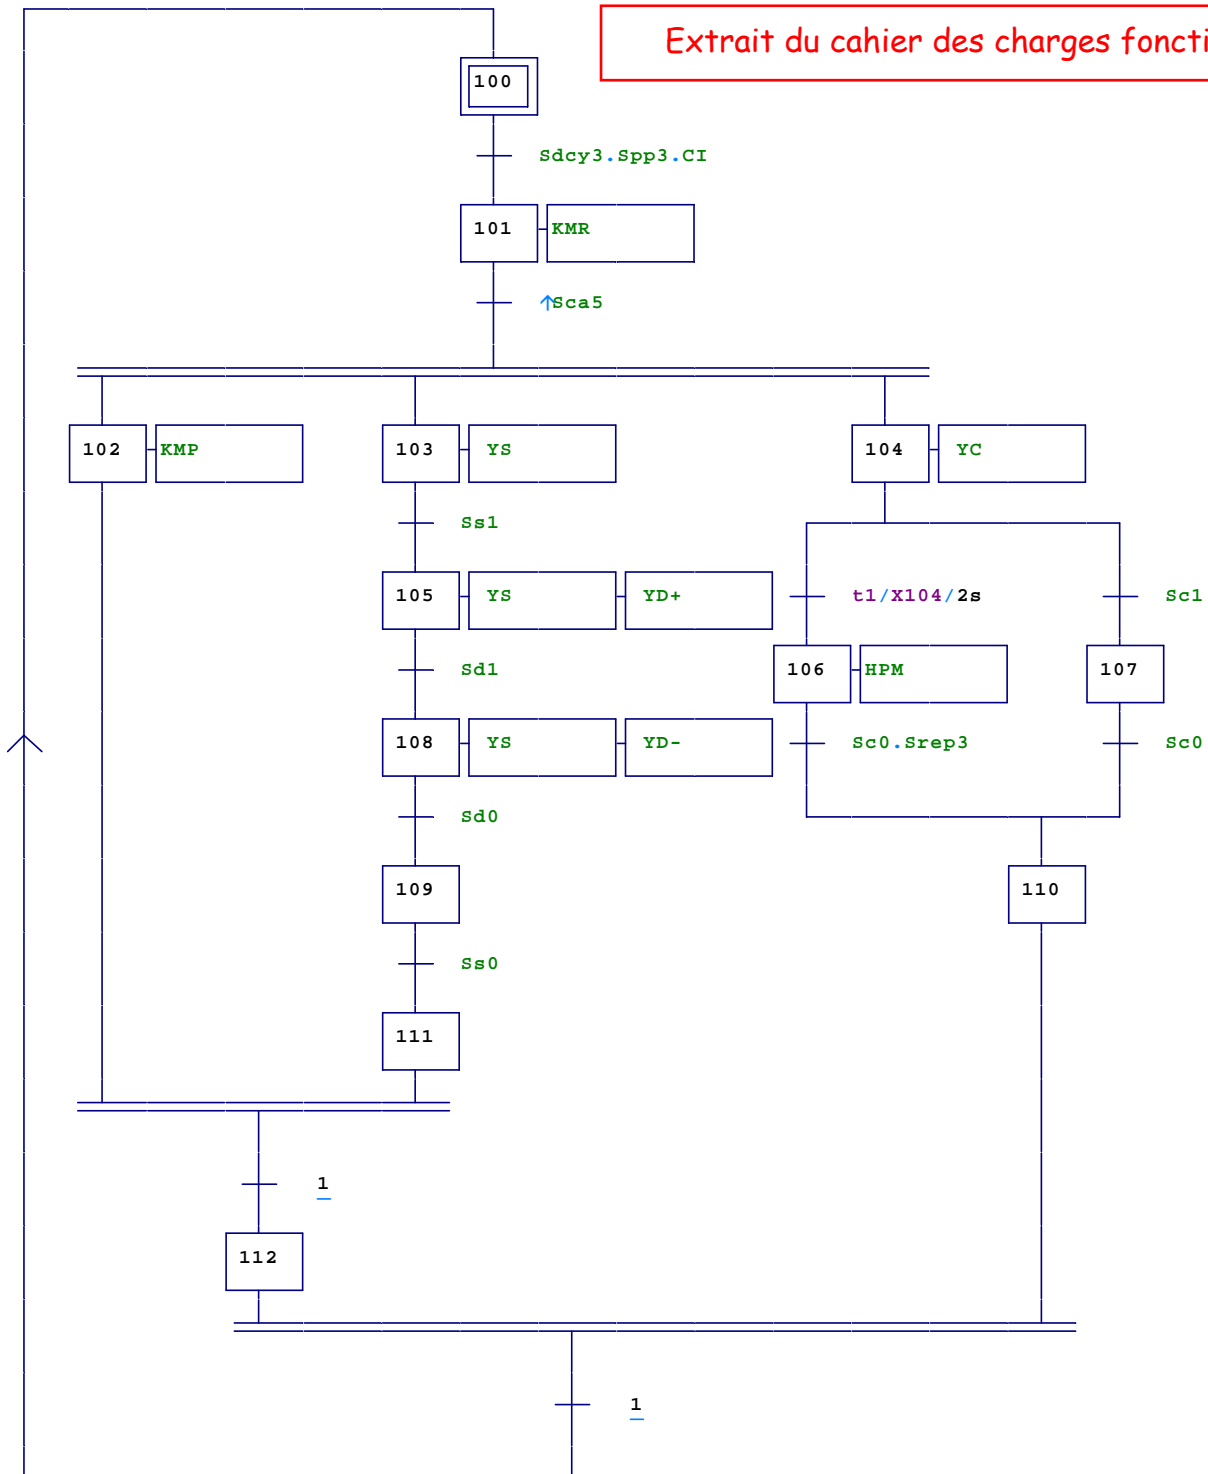 Extrait du cahier des charges
100
Sdcy3.Spp3.CI
101 KMR
↑Sca5
102 KMP 103 YS 104 YC
Ss1
105 YS YD+ t1/X104/2s Sc1
Sd1 106 HPM 107
108 YS YD- Sc0.Srep3 Sc0
Sd0
109 110
Ss0
111
1
112
1